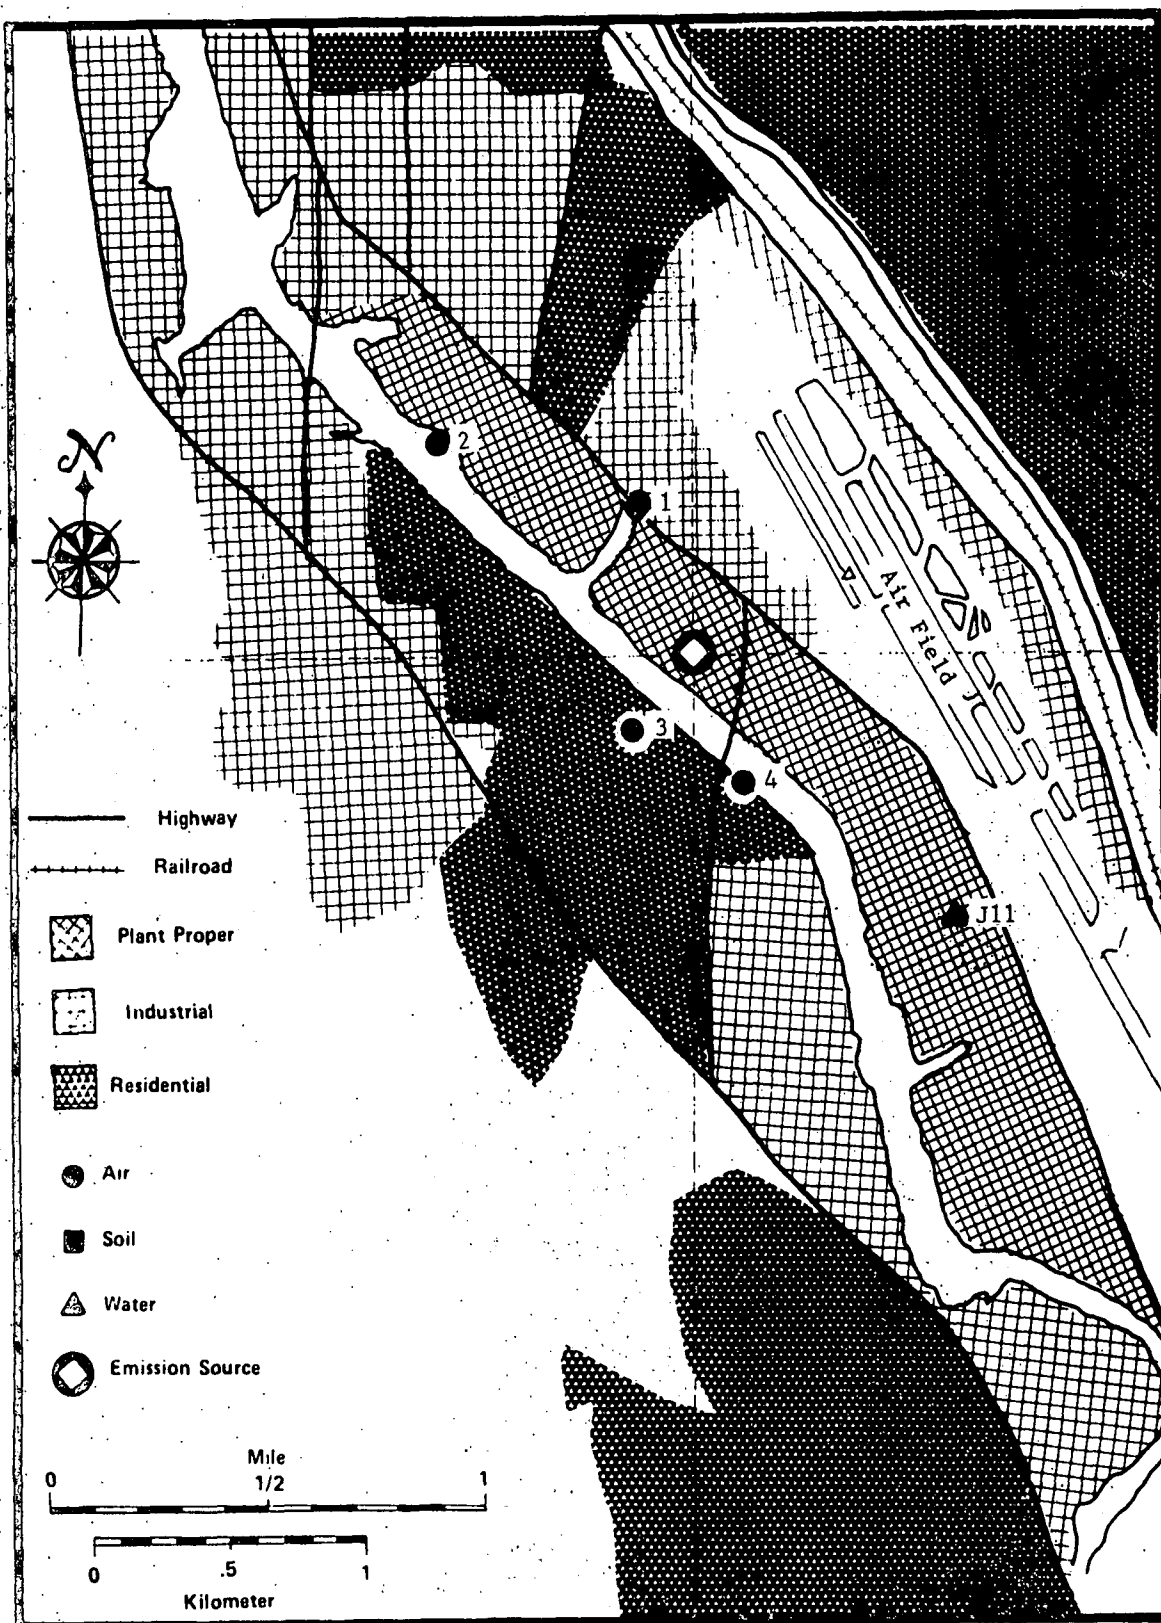 N
2
1
Air Field J
3
4
J11
Highway
Railroad
Plant Proper
Industrial
Residential
Air
Soil
Water
Emission Source
Mile
0 1/2 1
0 .5 1
Kilometer